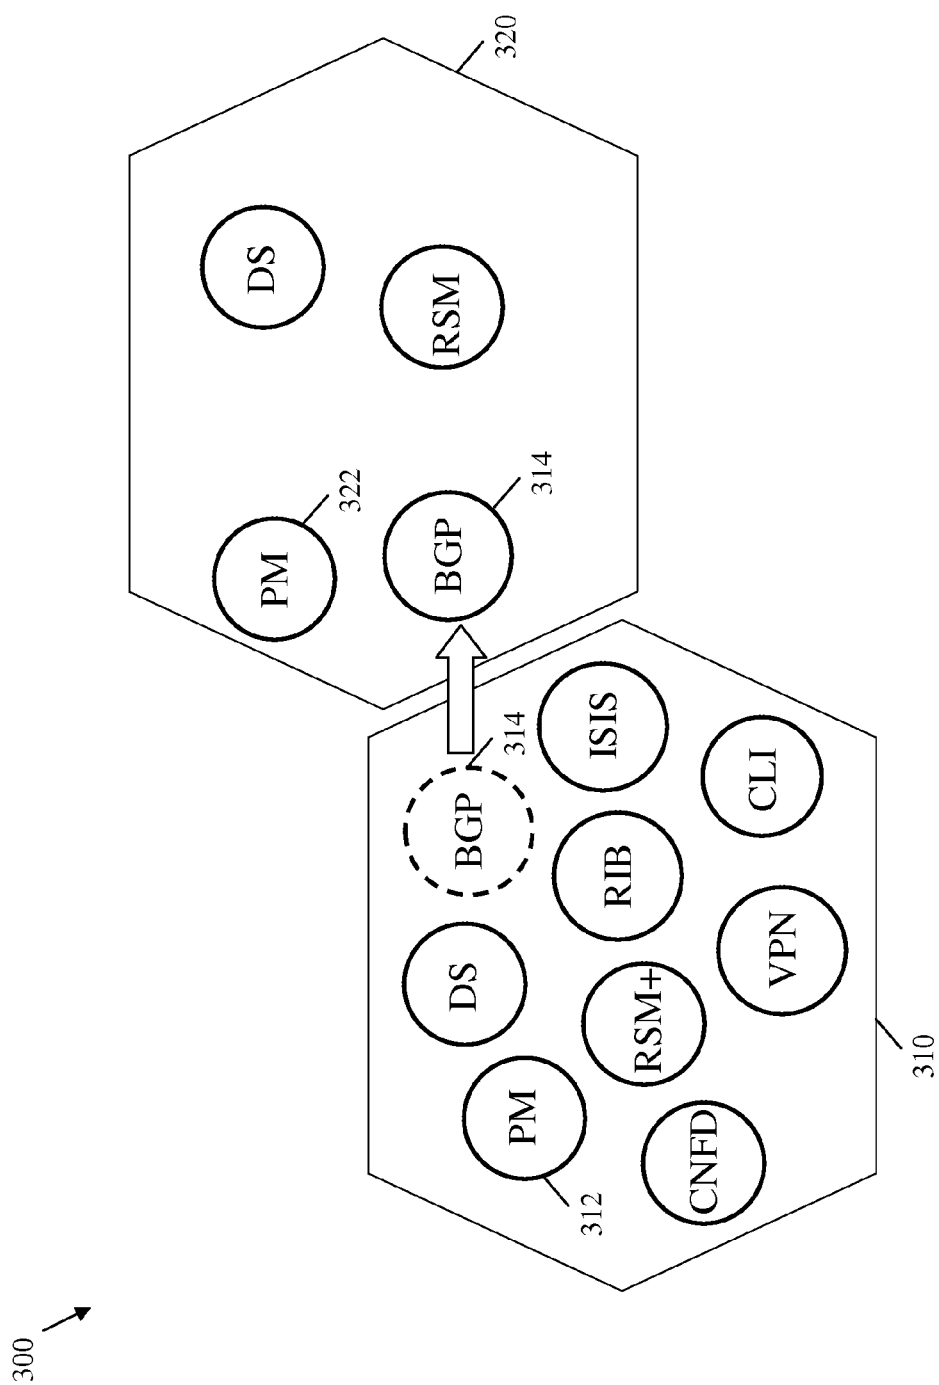 300
320
DS
RSM
322
PM
314
BGP
314
BGP
ISIS
DS
RIB
CLI
PM
RSM+
VPN
312
CNFD
310